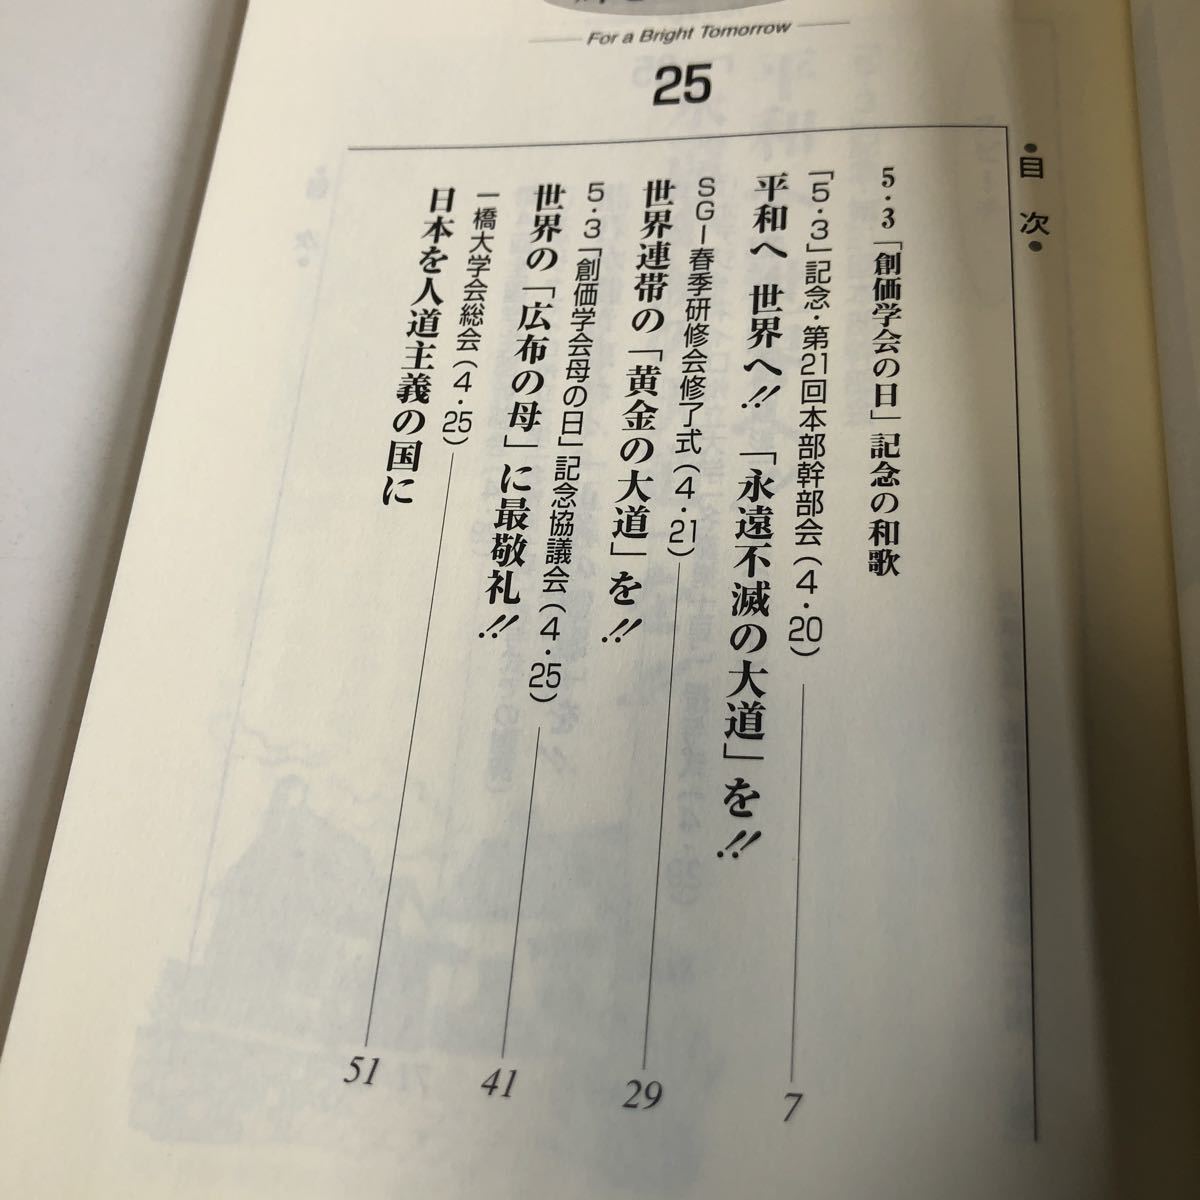 For a Bright Tomorrow
25
●目次●
5・3「創価学会の日」記念の和歌
「5・3」記念・第21回本部幹部会(4・20) 7
平和へ 世界へ!!「永遠不滅の大道」を!!
SGI春季研修会修了式(4・21) 29
世界連帯の「黄金の大道」を!!
5・3「創価学会母の日」記念協議会(4・25) 41
世界の「広布の母」に最敬礼!!
一橋大学会総会(4・25) 51
日本を人道主義の国に